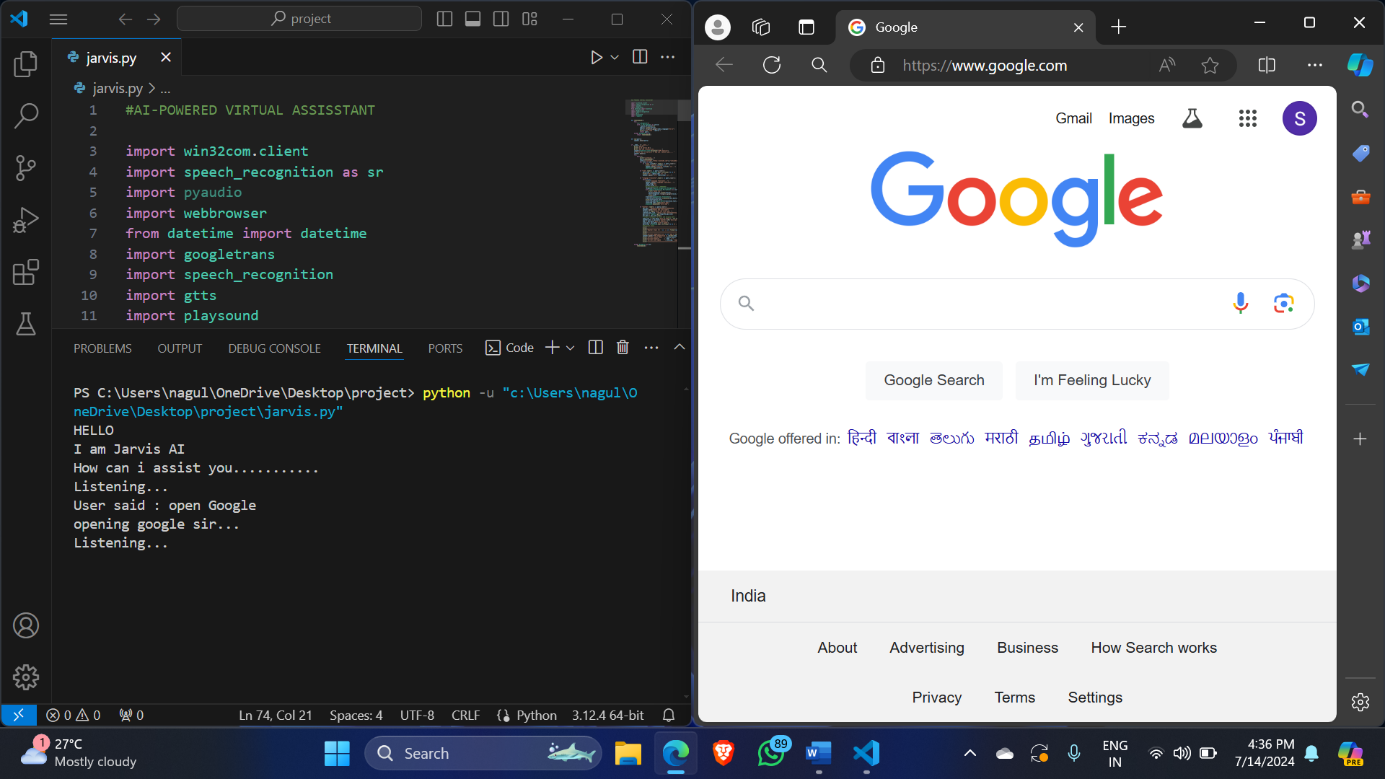 project
jarvis.py
jarvis.py > ...
1 #AI-POWERED VIRTUAL ASSISSTANT
2
3 import win32com.client
4 import speech_recognition as sr
5 import pyaudio
6 import webbrowser
7 from datetime import datetime
8 import googletrans
9 import speech_recognition
10 import gtts
11 import playsound
PROBLEMS OUTPUT DEBUG CONSOLE TERMINAL PORTS Code
PS C:\Users\nagul\OneDrive\Desktop\project> python -u "c:\Users\nagul\O
neDrive\Desktop\project\jarvis.py"
HELLO
I am Jarvis AI
How can i assist you...........
Listening...
User said : open Google
opening google sir...
Listening...
0 0 0 Ln 74, Col 21 Spaces: 4 UTF-8 CRLF Python 3.12.4 64-bit
Google
https://www.google.com
Gmail Images S
Google
Google Search I'm Feeling Lucky
Google offered in: हिन्दी বাংলা తెలుగు मराठी தமிழ் ગુજરાતી ಕನ್ನಡ മലയാളം ਪੰਜਾਬੀ
India
About Advertising Business How Search works
Privacy Terms Settings
1 27°C
Mostly cloudy
Search
89
ENG
IN
4:36 PM
7/14/2024
PRE